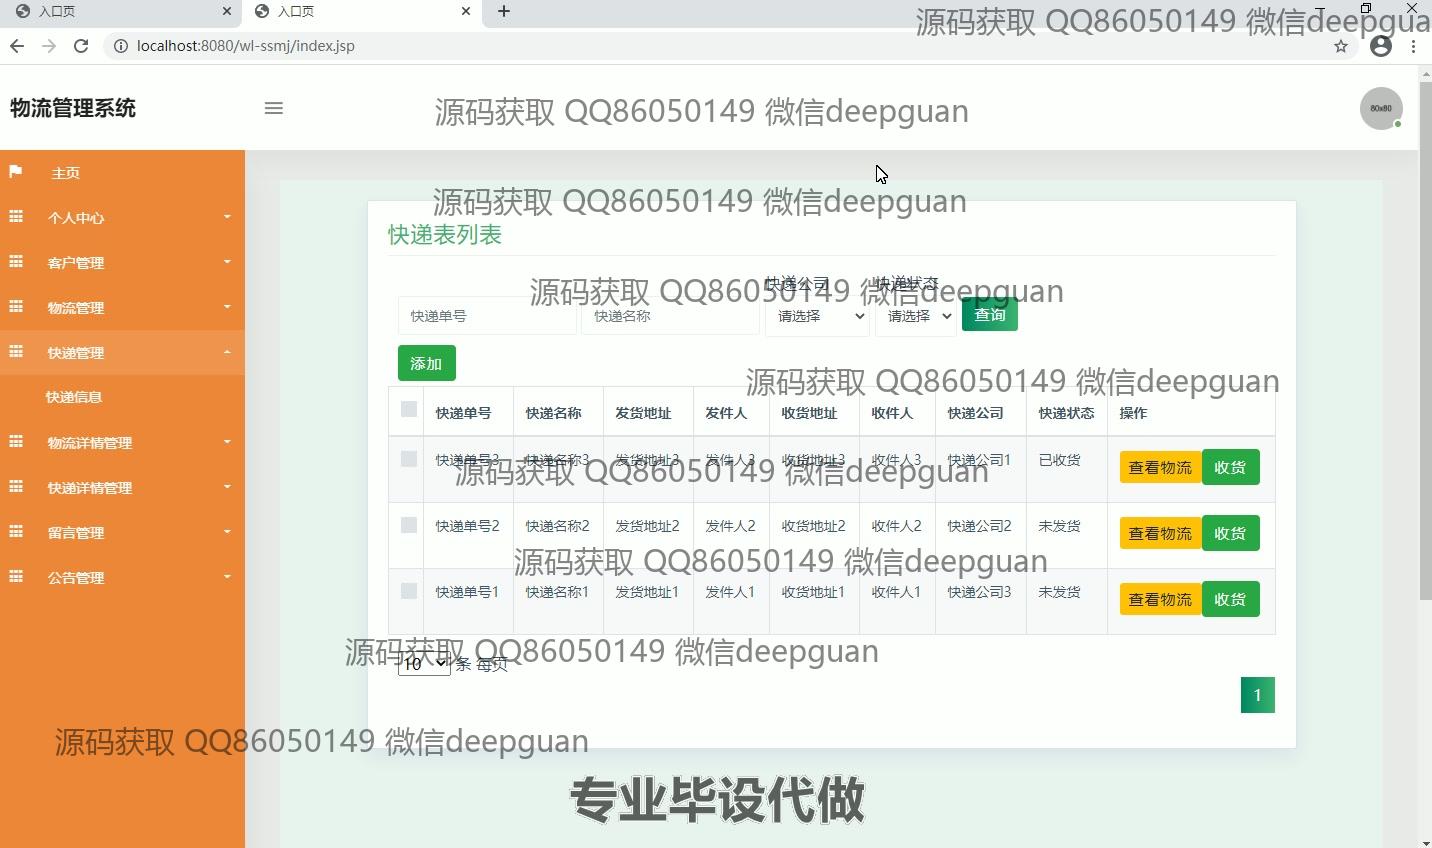 入口页
入口页
源码获取 QQ86050149 微信deepgua
localhost:8080/wl-ssmj/index.jsp
物流管理系统
源码获取 QQ86050149 微信deepguan
80x80
主页
个人中心
客户管理
物流管理
快递管理
快递信息
物流详情管理
快递详情管理
留言管理
公告管理
源码获取 QQ86050149 微信deepguan
快递表列表
快递公司 快递状态
源码获取 QQ86050149 微信deepguan
快递单号 快递名称 请选择 请选择 查询
添加
源码获取 QQ86050149 微信deepguan
快递单号 快递名称 发货地址 发件人 收货地址 收件人 快递公司 快递状态 操作
快递单号3 快递名称3 发货地址3 发件人3 收货地址3 收件人3 快递公司1 已收货 查看物流 收货
源码获取 QQ86050149 微信deepguan
快递单号2 快递名称2 发货地址2 发件人2 收货地址2 收件人2 快递公司2 未发货 查看物流 收货
源码获取 QQ86050149 微信deepguan
快递单号1 快递名称1 发货地址1 发件人1 收货地址1 收件人1 快递公司3 未发货 查看物流 收货
源码获取 QQ86050149 微信deepguan
10 条 每页
1
源码获取 QQ86050149 微信deepguan
专业毕设代做